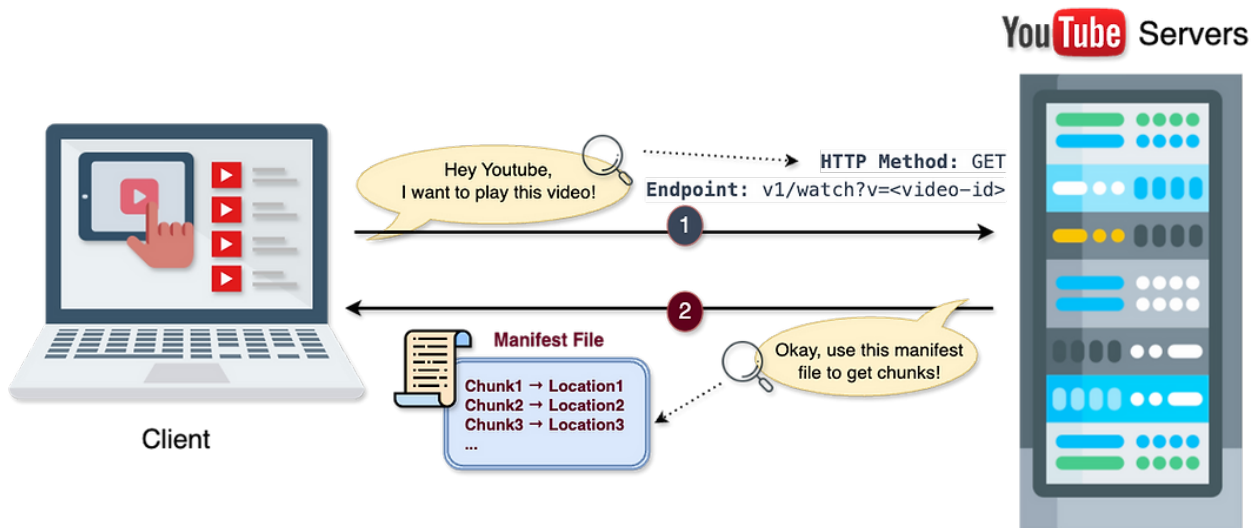 YouTube Servers
Hey Youtube,
I want to play this video!
HTTP Method: GET
Endpoint: v1/watch?v=<video-id>
1
2
Manifest File
Okay, use this manifest
file to get chunks!
Chunk1 → Location1
Chunk2 → Location2
Chunk3 → Location3
...
Client